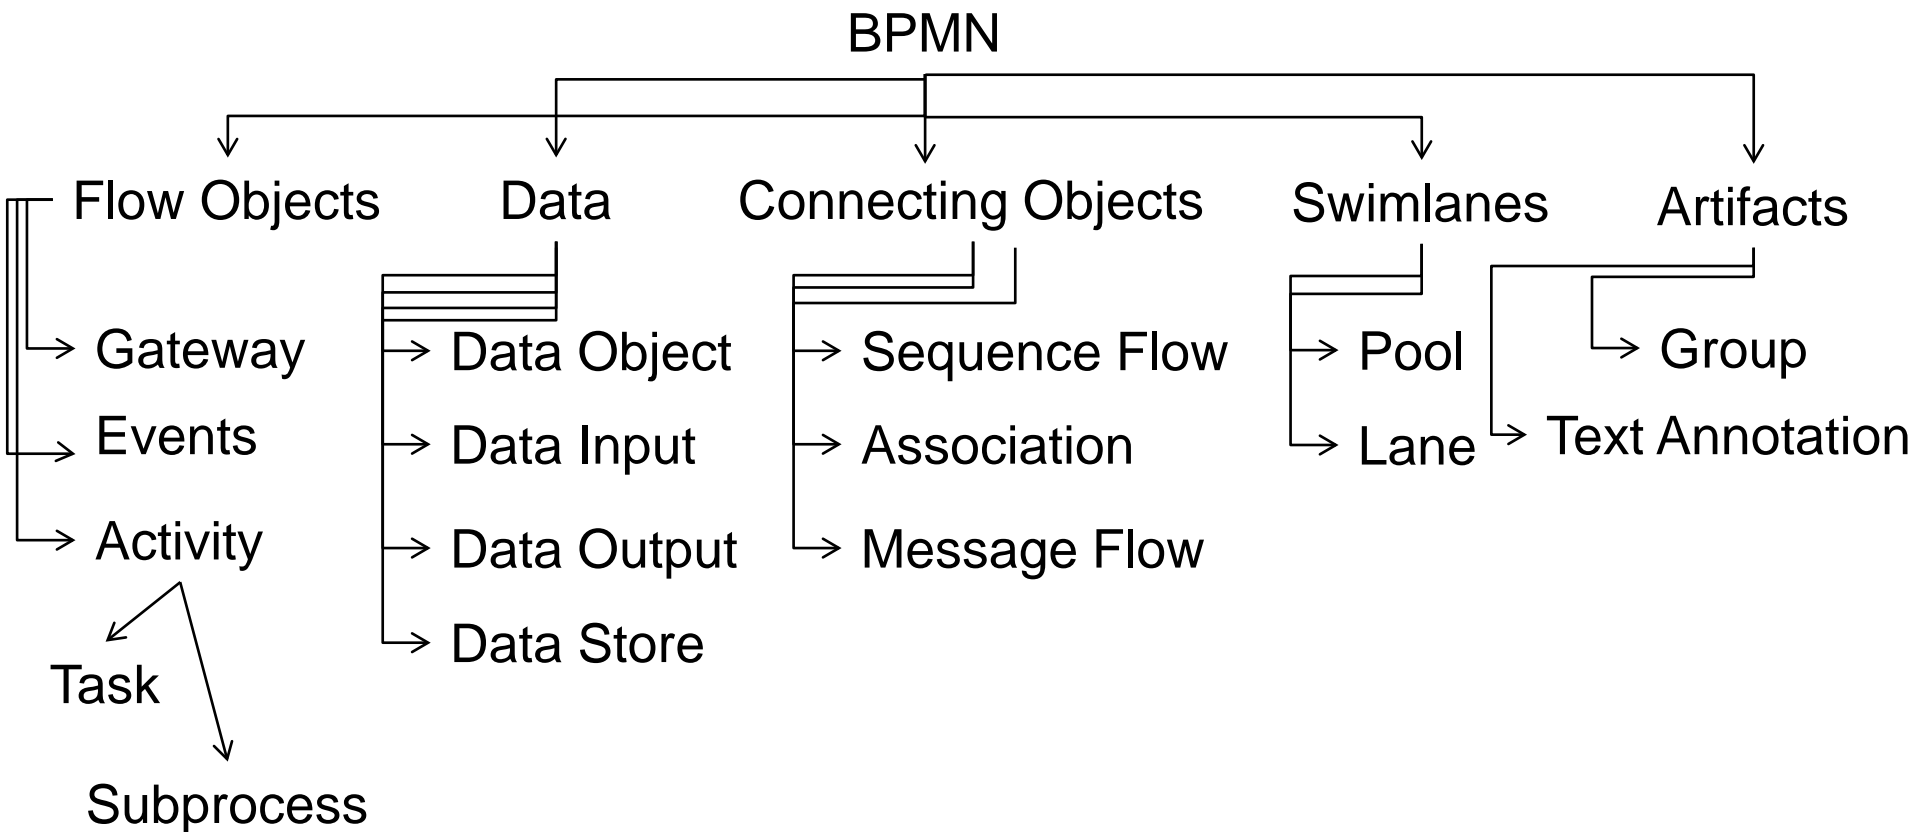 BPMN
Flow Objects
Data
Connecting Objects
Swimlanes
Artifacts
Gateway
Events
Activity
Task
Subprocess
Data Object
Data Input
Data Output
Data Store
Sequence Flow
Association
Message Flow
Pool
Lane
Group
Text Annotation